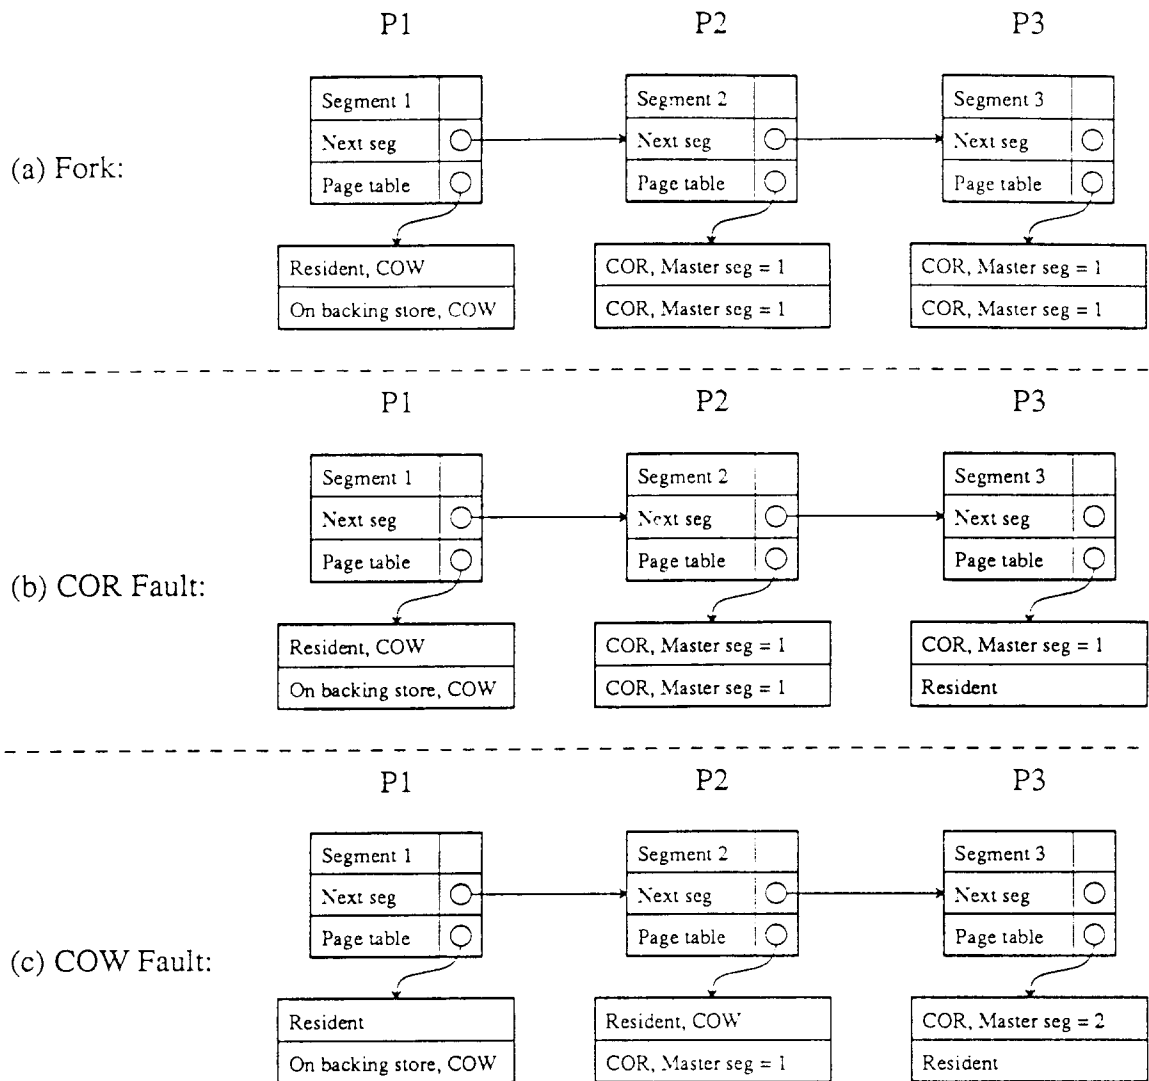 P1 P2 P3
Segment 1 Segment 2 Segment 3
Next seg Next seg Next seg
(a) Fork:
Page table Page table Page table
Resident, COW COR, Master seg = 1 COR, Master seg = 1
On backing store, COW COR, Master seg = 1 COR, Master seg = 1
P1 P2 P3
Segment 1 Segment 2 Segment 3
Next seg Next seg Next seg
Page table Page table Page table
(b) COR Fault:
Resident, COW COR, Master seg = 1 COR, Master seg = 1
On backing store, COW COR, Master seg = 1 Resident
P1 P2 P3
Segment 1 Segment 2 Segment 3
Next seg Next seg Next seg
Page table Page table Page table
(c) COW Fault:
Resident Resident, COW COR, Master seg = 2
On backing store, COW COR, Master seg = 1 Resident